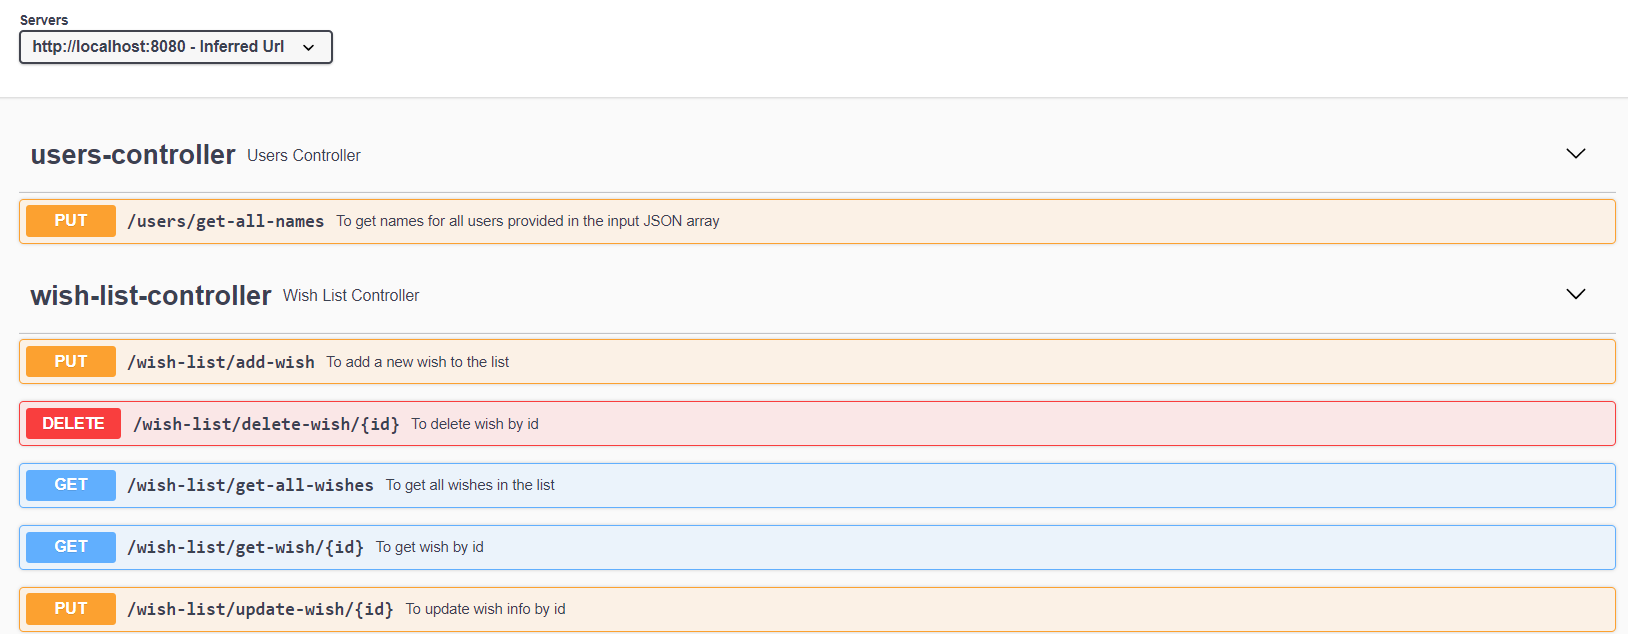 Servers
http://localhost:8080 - Inferred Url
users-controller Users Controller
PUT /users/get-all-names To get names for all users provided in the input JSON array
wish-list-controller Wish List Controller
PUT /wish-list/add-wish To add a new wish to the list
DELETE /wish-list/delete-wish/{id} To delete wish by id
GET /wish-list/get-all-wishes To get all wishes in the list
GET /wish-list/get-wish/{id} To get wish by id
PUT /wish-list/update-wish/{id} To update wish info by id